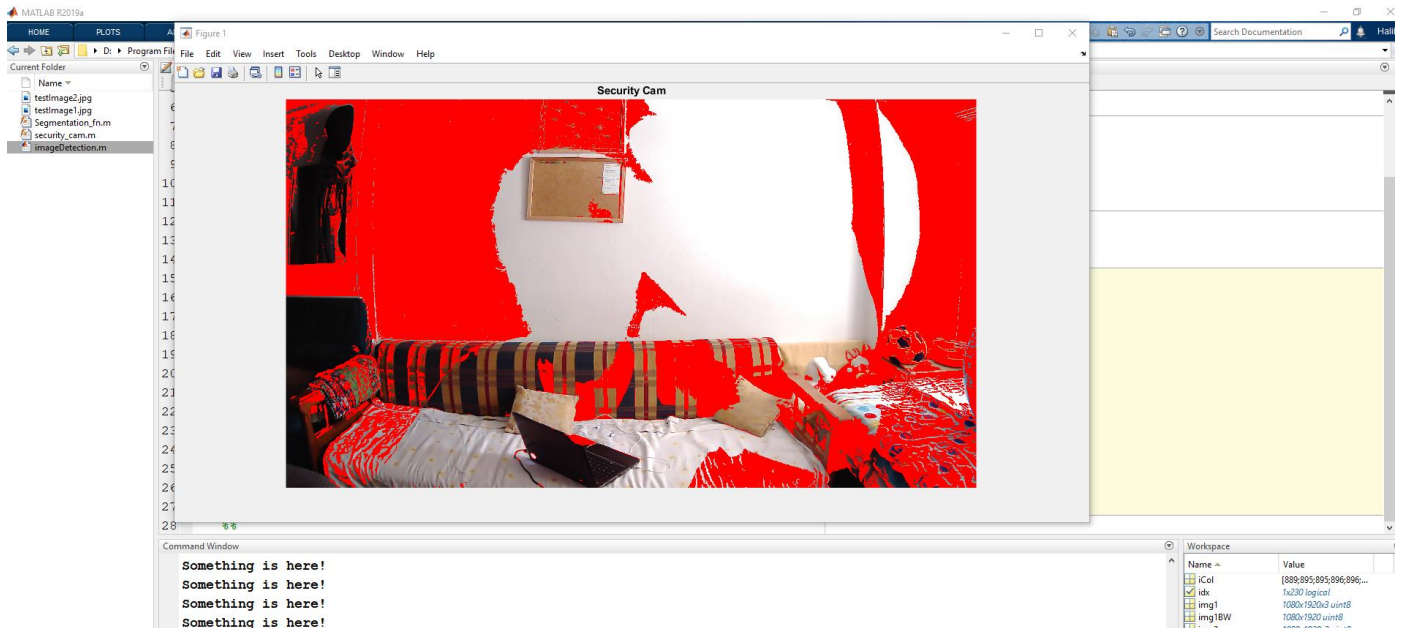 MATLAB R2019a
HOME PLOTS
Search Documentation
D: Program
Current Folder
Name
testImage2.jpg
testImage1.jpg
Segmentation_fn.m
security_cam.m
imageDetection.m
Figure 1
File Edit View Insert Tools Desktop Window Help
Security Cam
10
11
12
13
14
15
16
17
18
19
20
21
22
23
24
25
26
27
28 %%
Command Window
Something is here!
Something is here!
Something is here!
Something is here!
Workspace
Name Value
iCol [889;895;895;896;896;...
idx 1x230 logical
img1 1080x1920x3 uint8
img1BW 1080x1920 uint8